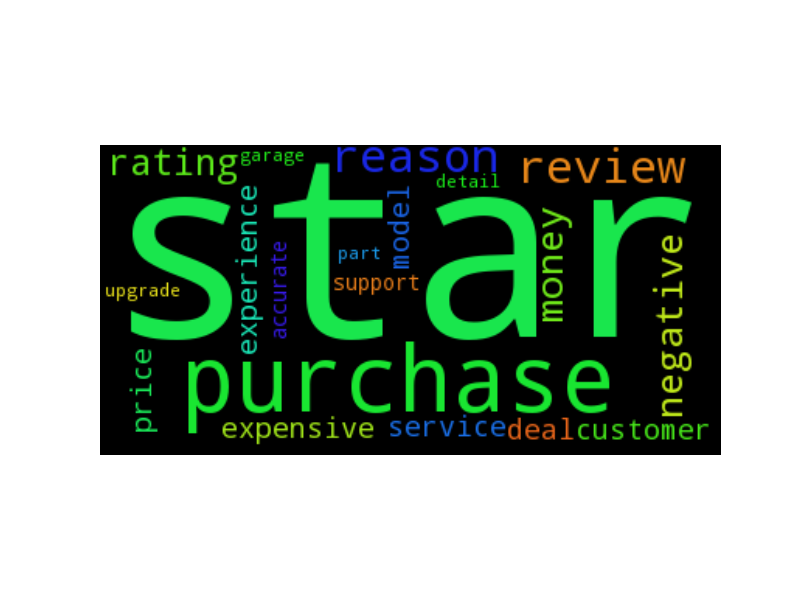 rating
garage
reason
review
detail
star
experience
model
accurate
part
support
money
negative
upgrade
price
purchase
expensive
service
deal
customer